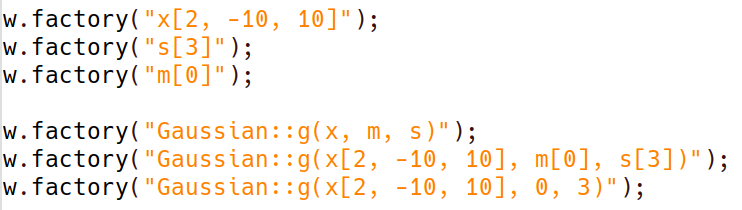 w.factory("x[2, -10, 10]");
w.factory("s[3]");
w.factory("m[0]");
w.factory("Gaussian::g(x, m, s)");
w.factory("Gaussian::g(x[2, -10, 10], m[0], s[3])");
w.factory("Gaussian::g(x[2, -10, 10], 0, 3)");